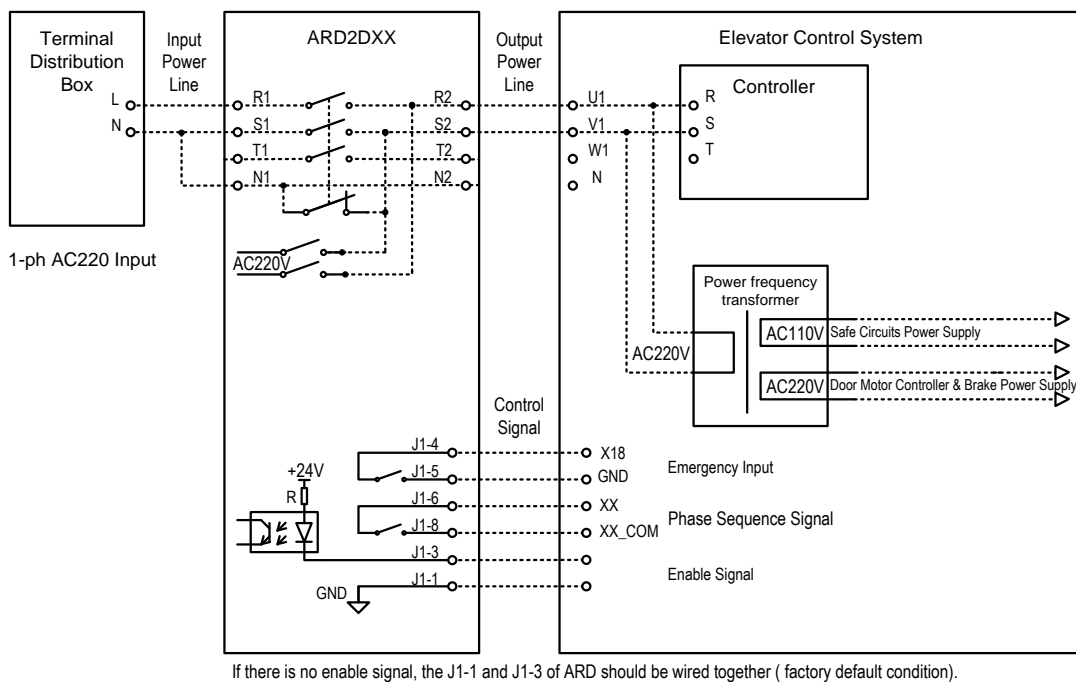 Terminal
Distribution
Box
L
N
1-ph AC220 Input
Input
Power
Line
ARD2DXX
R1
R2
S1
S2
T1
T2
N1
N2
AC220V
Output
Power
Line
Elevator Control System
Controller
U1
R
V1
S
W1
T
N
Power frequency
transformer
AC220V
AC110V
Safe Circuits Power Supply
AC220V
Door Motor Controller & Brake Power Supply
Control
Signal
J1-4
X18
J1-5
GND
Emergency Input
J1-6
XX
J1-8
XX_COM
Phase Sequence Signal
J1-3
J1-1
Enable Signal
+24V
R
GND
If there is no enable signal, the J1-1 and J1-3 of ARD should be wired together ( factory default condition).